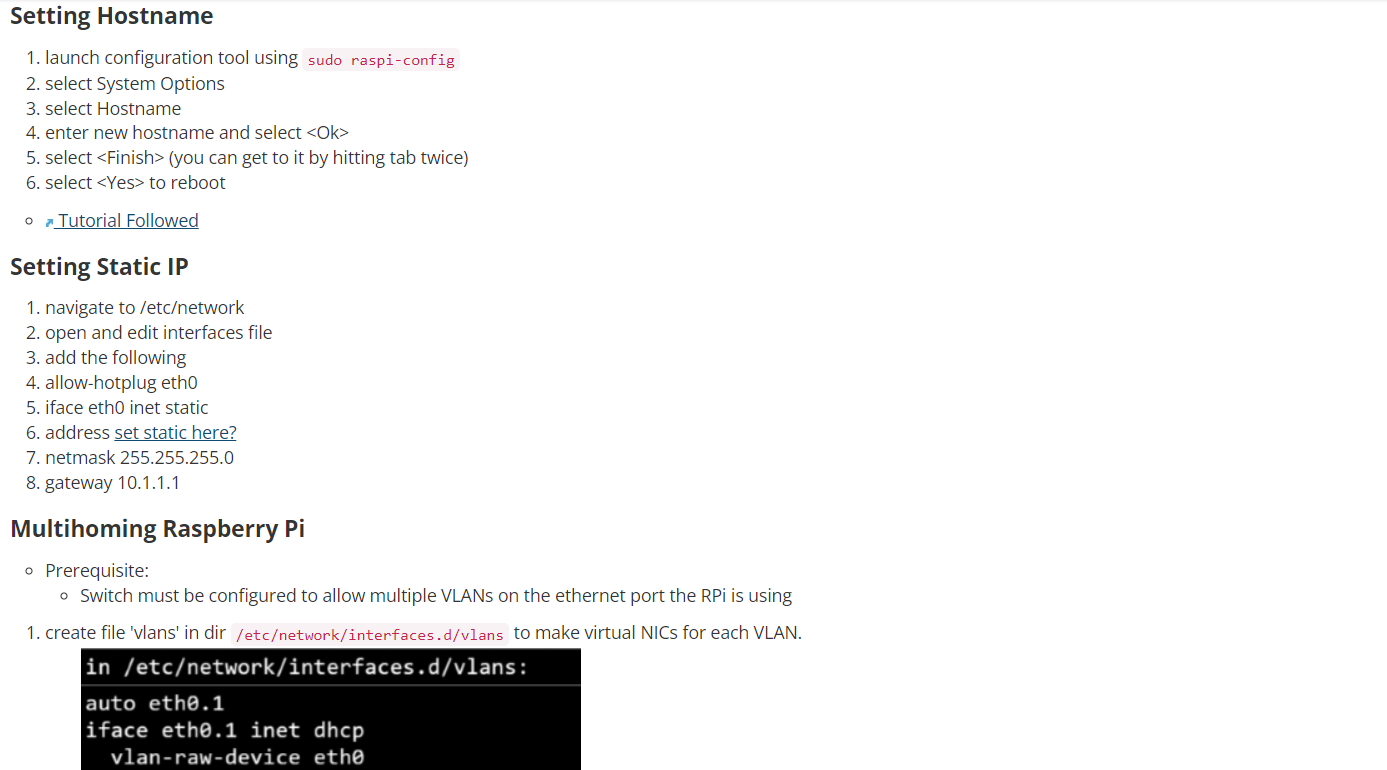 Setting Hostname
1. launch configuration tool using sudo raspi-config
2. select System Options
3. select Hostname
4. enter new hostname and select <Ok>
5. select <Finish> (you can get to it by hitting tab twice)
6. select <Yes> to reboot
Tutorial Followed
Setting Static IP
1. navigate to /etc/network
2. open and edit interfaces file
3. add the following
4. allow-hotplug eth0
5. iface eth0 inet static
6. address set static here?
7. netmask 255.255.255.0
8. gateway 10.1.1.1
Multihoming Raspberry Pi
Prerequisite:
Switch must be configured to allow multiple VLANs on the ethernet port the RPi is using
1. create file 'vlans' in dir /etc/network/interfaces.d/vlans to make virtual NICs for each VLAN.
in /etc/network/interfaces.d/vlans:
auto eth0.1
iface eth0.1 inet dhcp
vlan-raw-device eth0